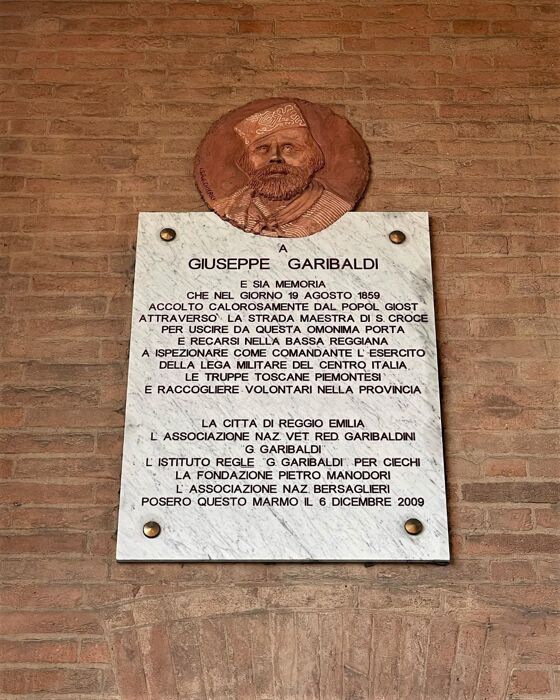 A
GIUSEPPE GARIBALDI
E SIA MEMORIA
CHE NEL GIORNO 19 AGOSTO 1859
ACCOLTO CALOROSAMENTE DAL POPOL GIOST
ATTRAVERSO LA STRADA MAESTRA DI S. CROCE
PER USCIRE DA QUESTA OMONIMA PORTA
E RECARSI NELLA BASSA REGGIANA
A ISPEZIONARE COME COMANDANTE L' ESERCITO
DELLA LEGA MILITARE DEL CENTRO ITALIA,
LE TRUPPE TOSCANE PIEMONTESI
E RACCOGLIERE VOLONTARI NELLA PROVINCIA
LA CITTA DI REGGIO EMILIA
L' ASSOCIAZIONE NAZ. VET. RED. GARIBALDINI
G. GARIBALDI
L' ISTITUTO REG.LE "G. GARIBALDI" PER CIECHI
LA FONDAZIONE PIETRO MANODORI
L' ASSOCIAZIONE NAZ. BERSAGLIERI
POSERO QUESTO MARMO IL 6 DICEMBRE 2009